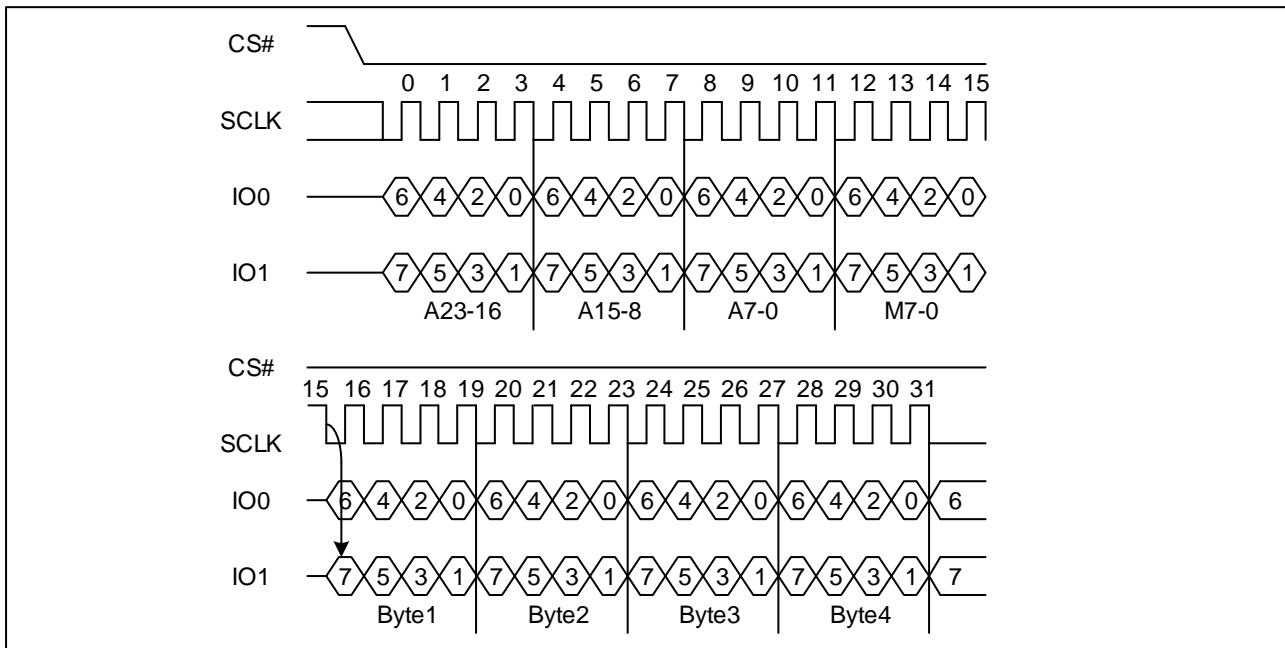 CS#
0 1 2 3 4 5 6 7 8 9 10 11 12 13 14 15
SCLK
IO0 6 4 2 0 6 4 2 0 6 4 2 0 6 4 2 0
IO1 7 5 3 1 7 5 3 1 7 5 3 1 7 5 3 1
A23-16 A15-8 A7-0 M7-0
CS#
15 16 17 18 19 20 21 22 23 24 25 26 27 28 29 30 31
SCLK
IO0 6 4 2 0 6 4 2 0 6 4 2 0 6 4 2 0 6
IO1 7 5 3 1 7 5 3 1 7 5 3 1 7 5 3 1 7
Byte1 Byte2 Byte3 Byte4